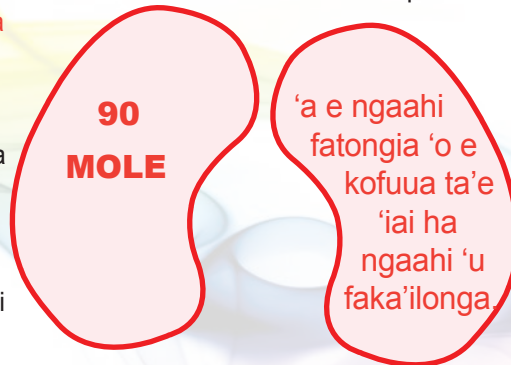 a
a
i
90
MOLE
‘a e ngaahi
fatongia ‘o e
kofuua ta’e
‘iai ha
ngaahi ‘u
faka’ilonga.